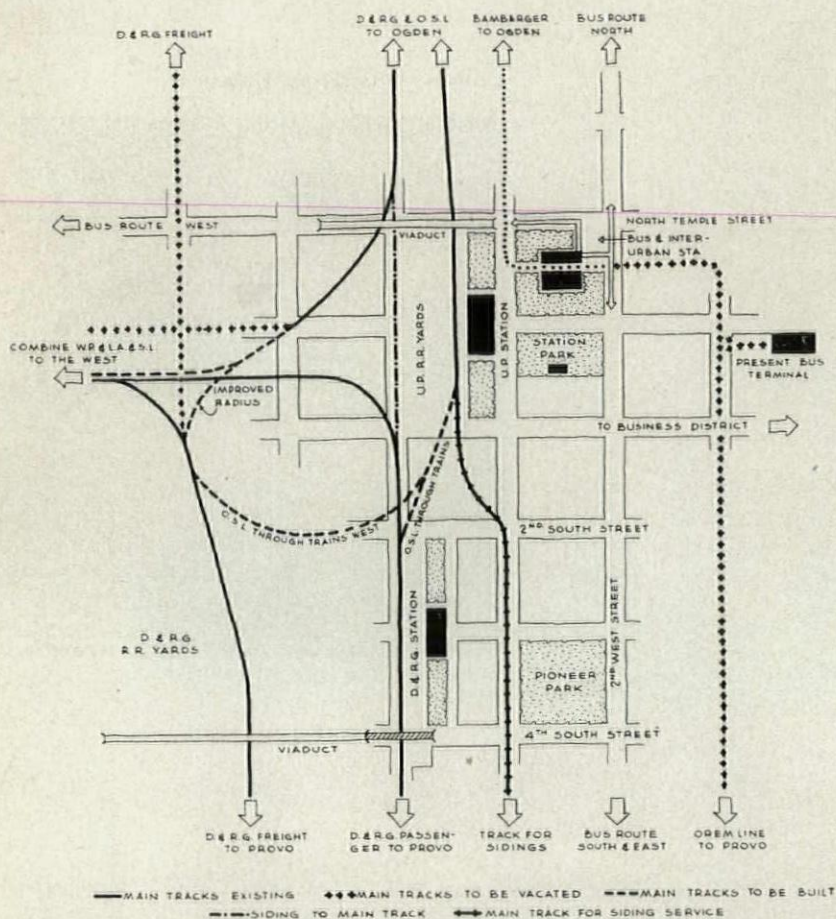 D. & R.G. FREIGHT
D. & R.G. & O.S.L.
TO OGDEN
BAMBERGER
TO OGDEN
BUS ROUTE
NORTH
BUS ROUTE WEST
VIADUCT
NORTH TEMPLE STREET
BUS & INTER-
URBAN STA.
COMBINE W.P. & L.A. & S.L.
TO THE WEST
IMPROVED
RADIUS
U.P. R.R. YARDS
U.P. STATION
STATION
PARK
PRESENT BUS
TERMINAL
TO BUSINESS DISTRICT
O.S.L. THROUGH TRAINS WEST
O.S.L. THROUGH TRAINS
2ND SOUTH STREET
D & R.G.
R.R. YARDS
D. & R.G. STATION
2ND WEST STREET
PIONEER
PARK
4TH SOUTH STREET
VIADUCT
D. & R.G. FREIGHT
TO PROVO
D. & R.G. PASSEN-
GER TO PROVO
TRACK FOR
SIDINGS
BUS ROUTE
SOUTH & EAST
OREM LINE
TO PROVO
MAIN TRACKS EXISTING
MAIN TRACKS TO BE VACATED
MAIN TRACKS TO BE BUILT
SIDING TO MAIN TRACK
MAIN TRACK FOR SIDING SERVICE